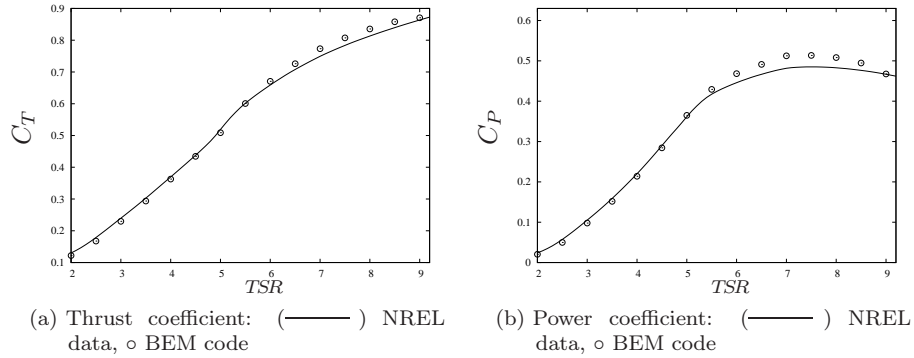 0.9
0.8
0.7
0.6
0.5
0.4
0.3
0.2
0.1
C_T
2 3 4 5 6 7 8 9
TSR
(a) Thrust coefficient: ( ) NREL
data, ○ BEM code
0.6
0.5
0.4
0.3
0.2
0.1
0
C_P
2 3 4 5 6 7 8 9
TSR
(b) Power coefficient: ( ) NREL
data, ○ BEM code